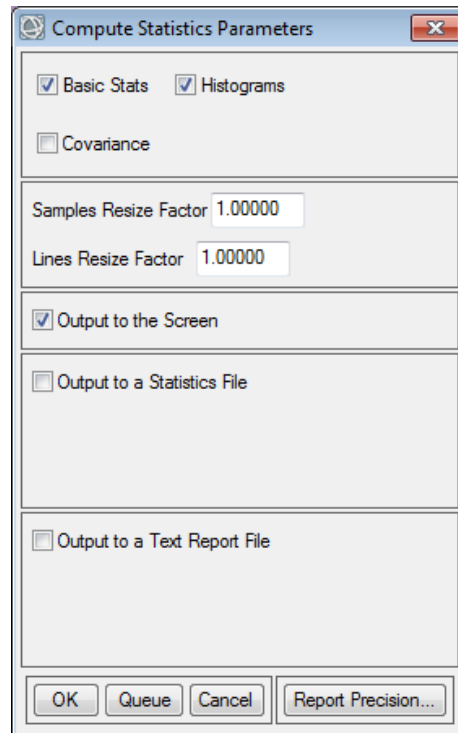 Compute Statistics Parameters
Basic Stats Histograms
Covariance
Samples Resize Factor 1.00000
Lines Resize Factor 1.00000
Output to the Screen
Output to a Statistics File
Output to a Text Report File
OK Queue Cancel Report Precision...